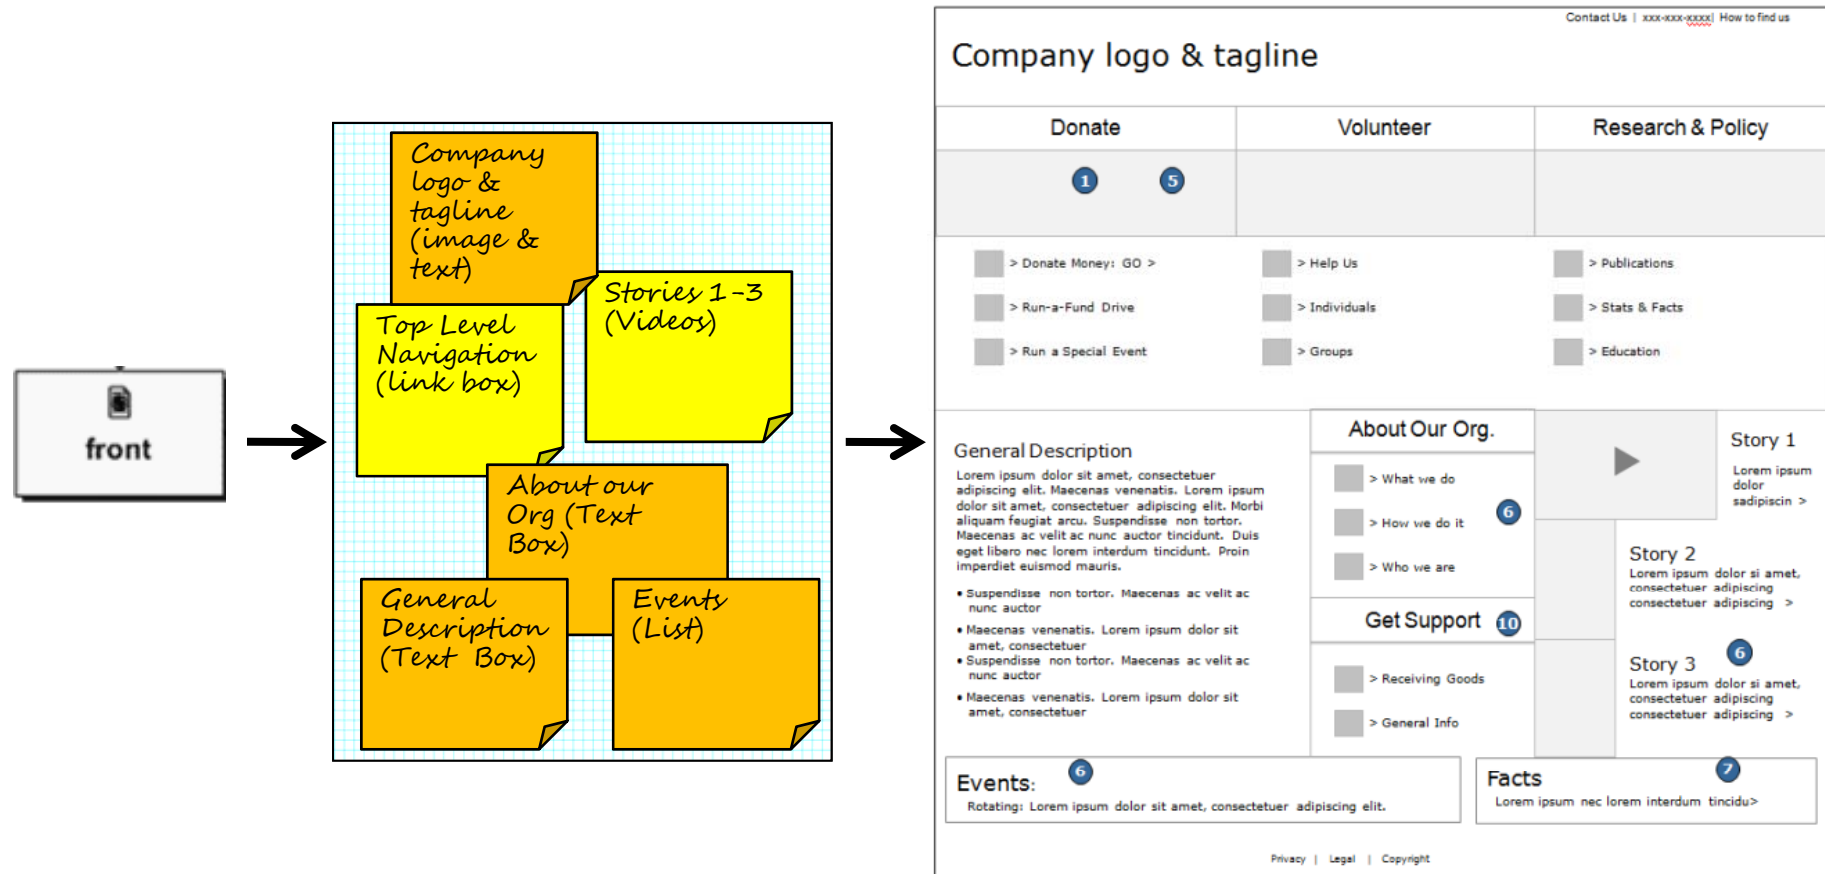 front
Company
logo &
tagline
(image &
text)
Stories 1-3
(Videos)
Top Level
Navigation
(link box)
About our
Org (Text
Box)
General
Description
(Text Box)
Events
(List)
Contact Us | xxx-xxx-xxxx| How to find us
Company logo & tagline
Donate
Volunteer
Research & Policy
1
5
> Donate Money: GO >
> Help Us
> Publications
> Run-a-Fund Drive
> Individuals
> Stats & Facts
> Run a Special Event
> Groups
> Education
General Description
Lorem ipsum dolor sit amet, consectetuer
adipiscing elit. Maecenas venenatis. Lorem ipsum
dolor sit amet, consectetuer adipiscing elit. Morbi
aliquam feugiat arcu. Suspendisse non tortor.
Maecenas ac velit ac nunc auctor tincidunt. Duis
eget libero nec lorem interdum tincidunt. Proin
imperdiet euismod mauris.
• Suspendisse non tortor. Maecenas ac velit ac
nunc auctor
• Maecenas venenatis. Lorem ipsum dolor sit
amet, consectetuer
• Suspendisse non tortor. Maecenas ac velit ac
nunc auctor
• Maecenas venenatis. Lorem ipsum dolor sit
amet, consectetuer
About Our Org.
> What we do
> How we do it
6
> Who we are
Get Support
10
> Receiving Goods
> General Info
Story 1
Lorem ipsum
dolor
sadipiscin >
Story 2
Lorem ipsum dolor si amet,
consectetuer adipiscing
consectetuer adipiscing >
Story 3
6
Lorem ipsum dolor si amet,
consectetuer adipiscing
consectetuer adipiscing >
Events:
6
Rotating: Lorem ipsum dolor sit amet, consectetuer adipiscing elit.
Facts
7
Lorem ipsum nec lorem interdum tincidu>
Privacy | Legal | Copyright